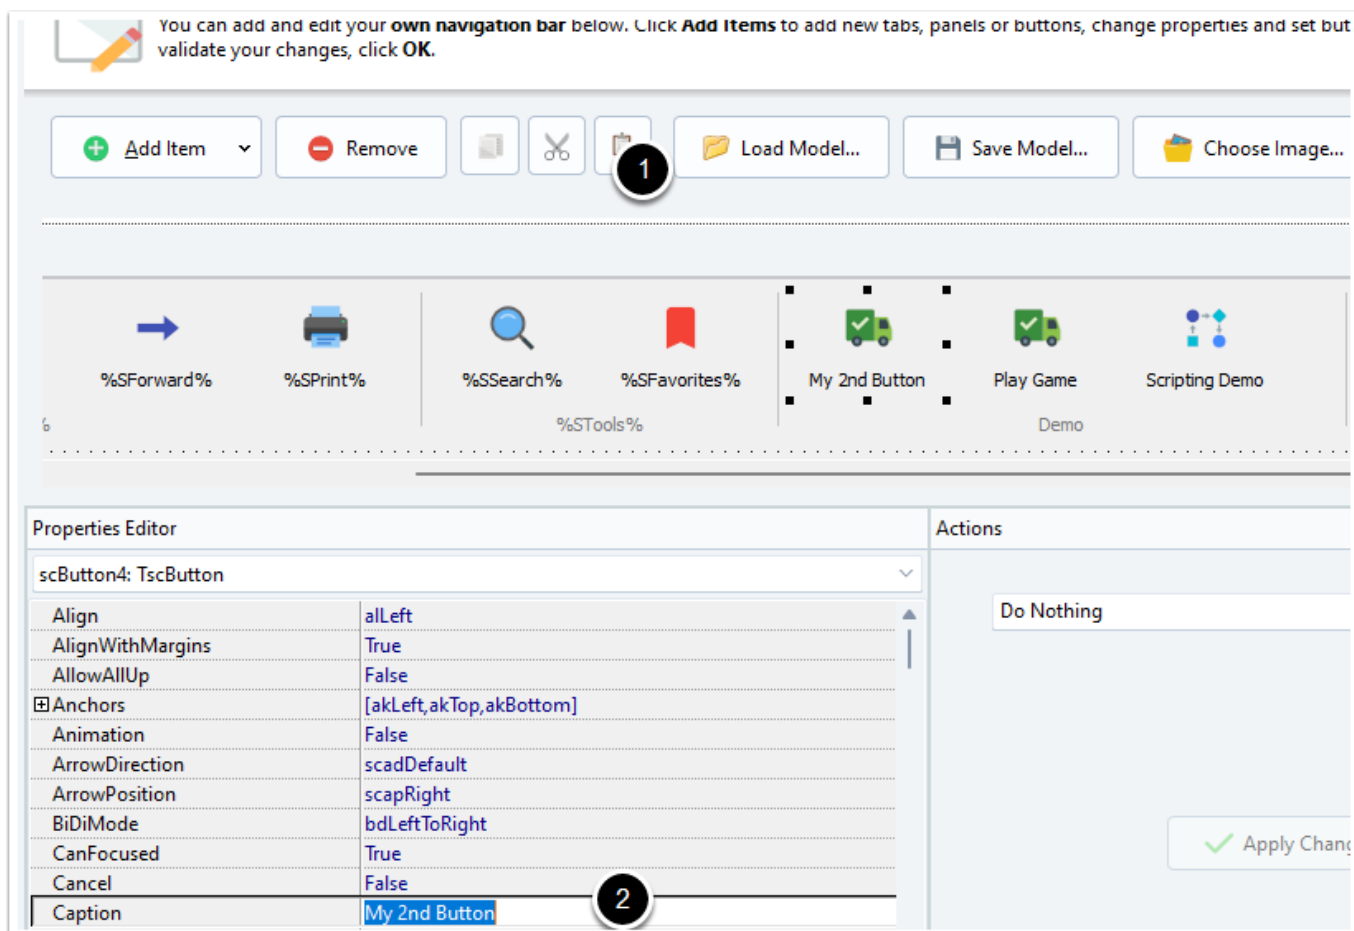 You can add and edit your own navigation bar below. Click Add Items to add new tabs, panels or buttons, change properties and set but
validate your changes, click OK.
Add Item Remove Load Model... Save Model... Choose Image...
1
%SForward% %SPrint% %SSearch% %SFavorites% My 2nd Button Play Game Scripting Demo
% %STools% Demo
Properties Editor
Actions
scButton4: TscButton
Do Nothing
Align alLeft
AlignWithMargins True
AllowAllUp False
Anchors [akLeft,akTop,akBottom]
Animation False
ArrowDirection scadDefault
ArrowPosition scapRight
BiDiMode bdLeftToRight
Apply Chang
CanFocused True
Cancel False
2
Caption My 2nd Button